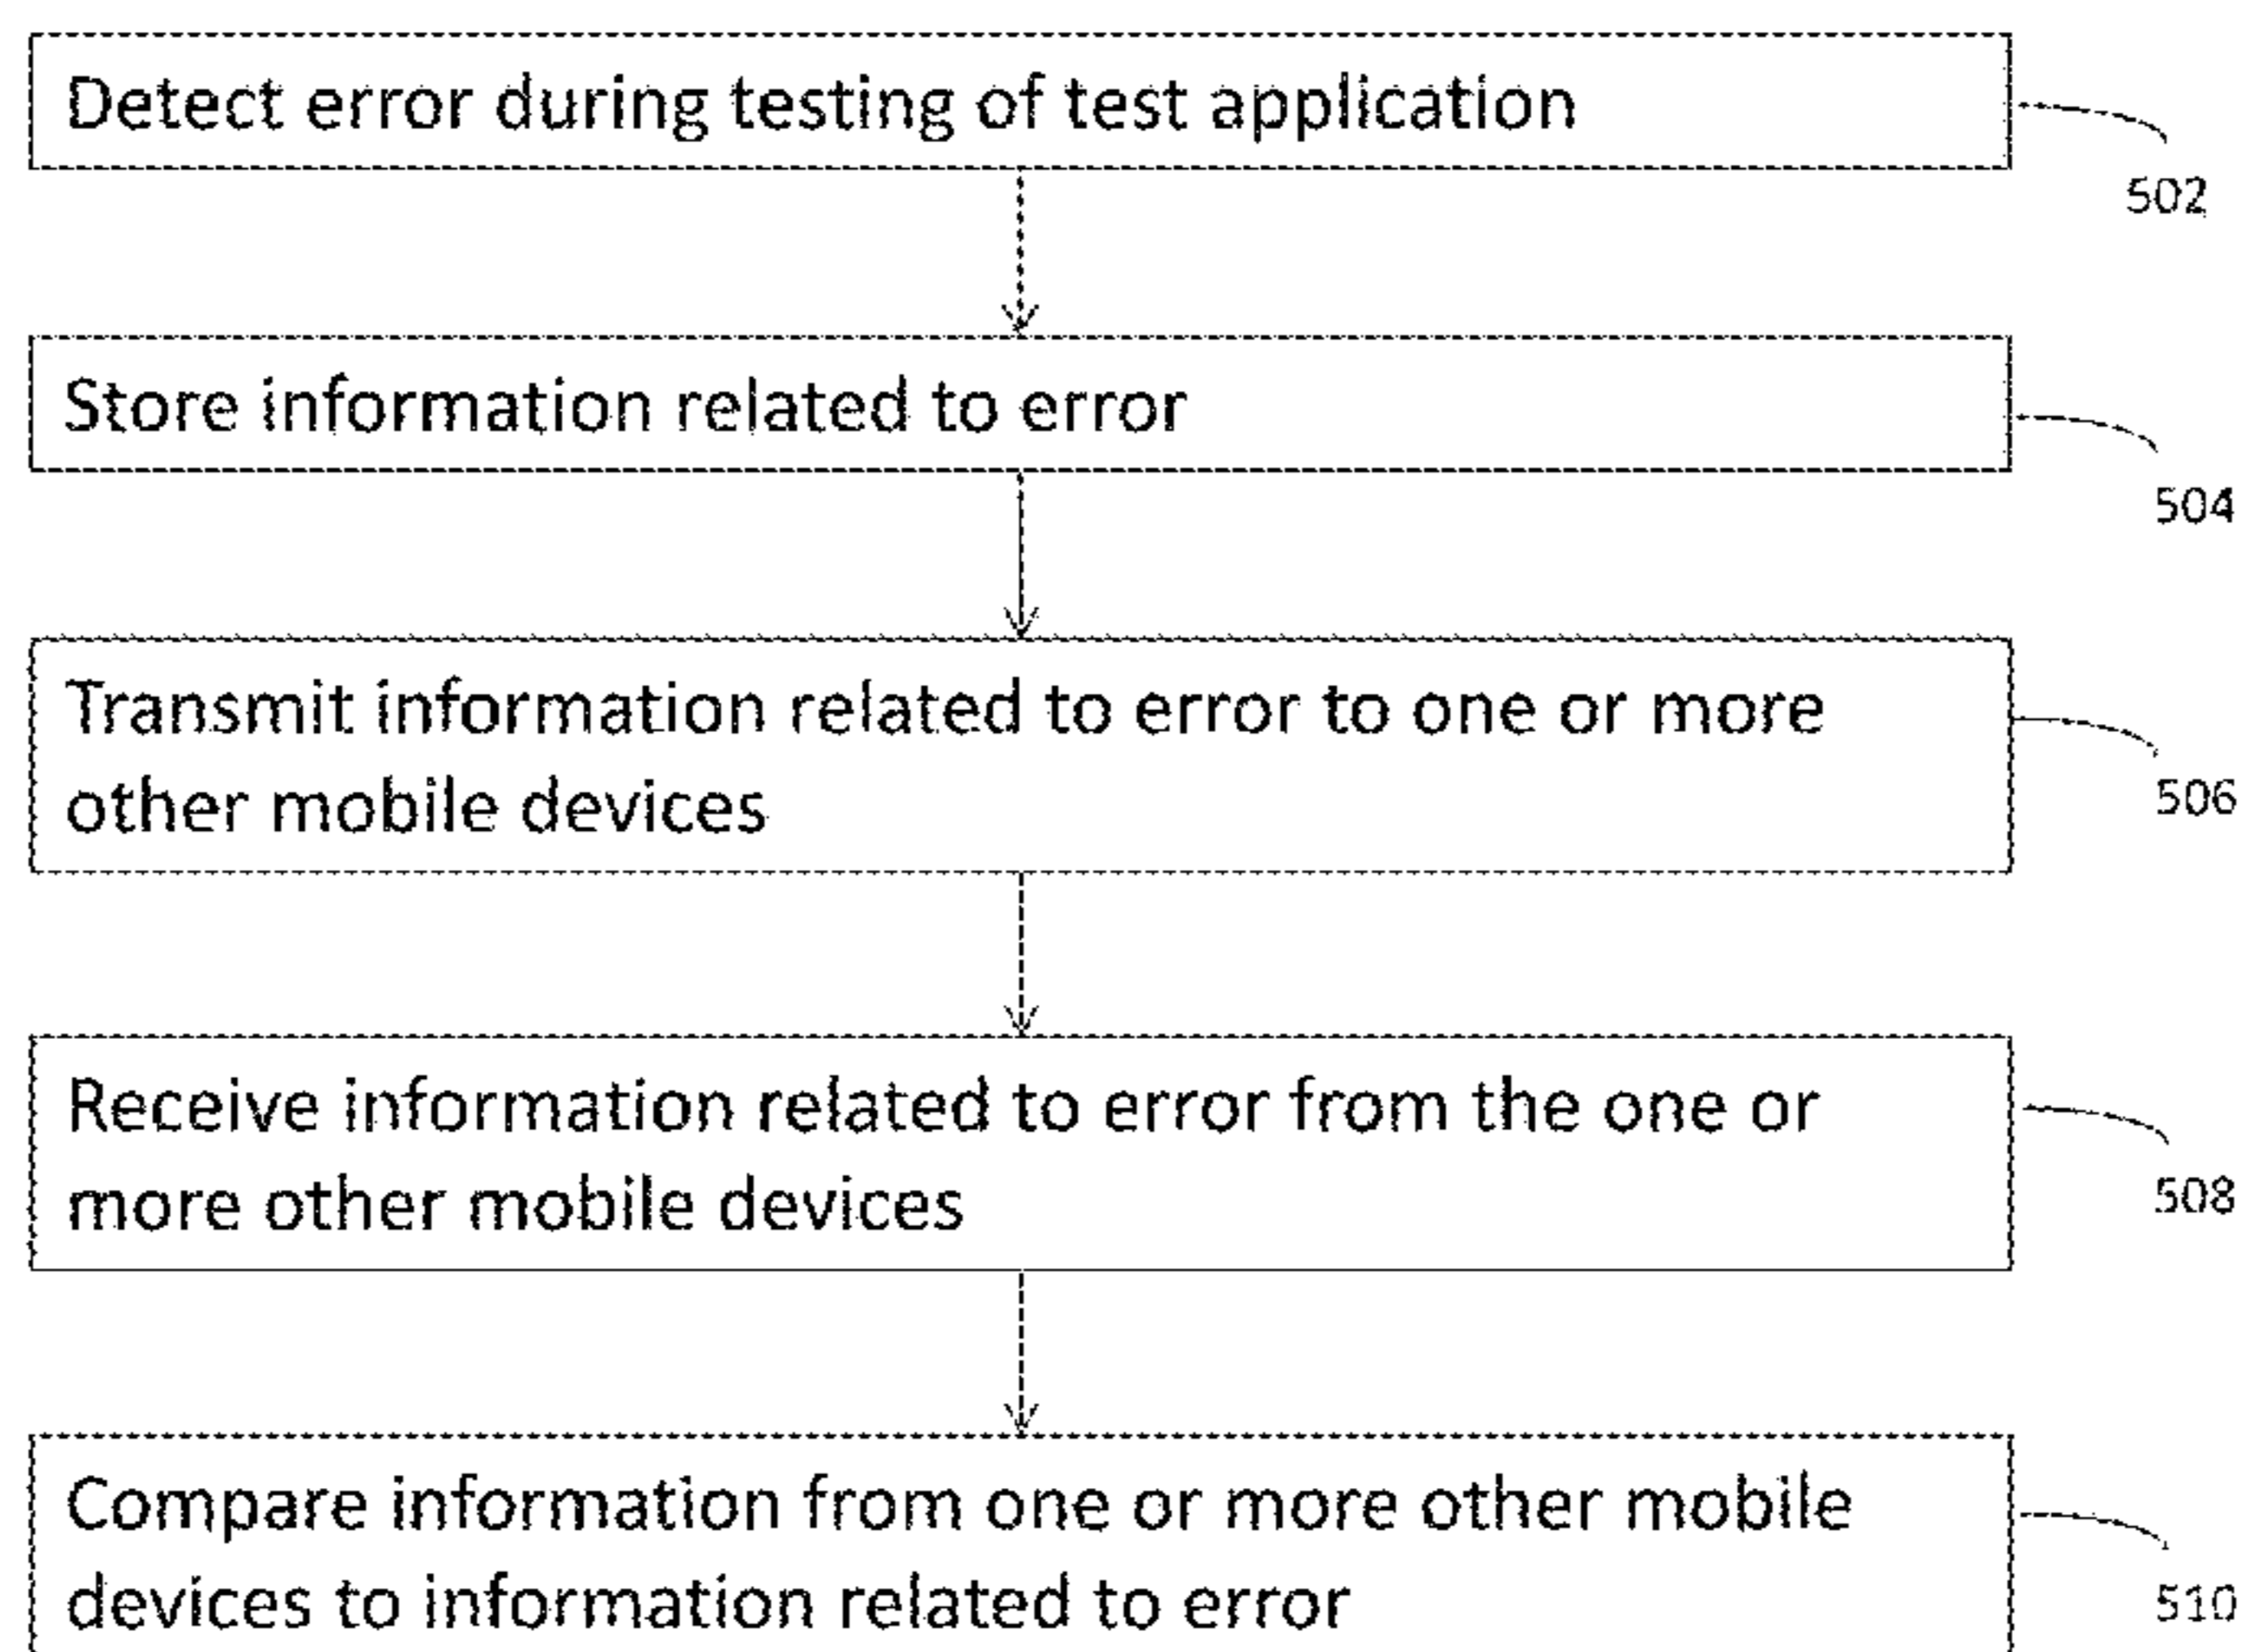 Detect error during testing of test application
502
Store information related to error
504
Transmit information related to error to one or more
other mobile devices
506
Receive information related to error from the one or
more other mobile devices
508
Compare information from one or more other mobile
devices to information related to error
510